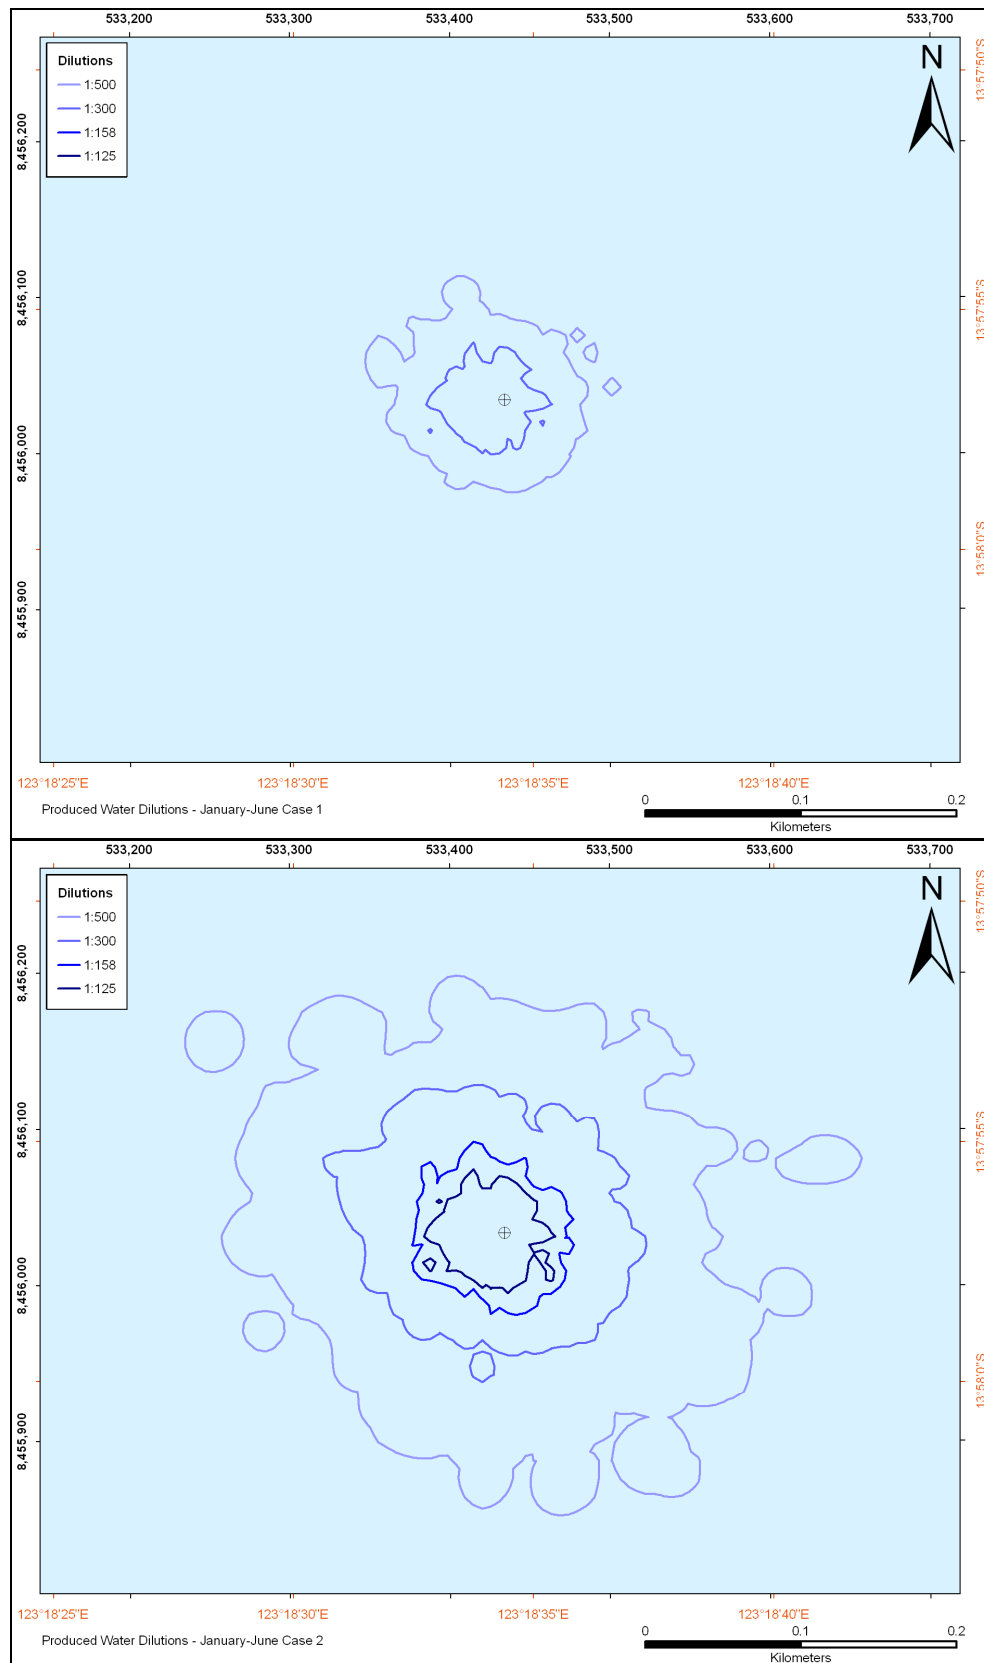 533,200 533,300 533,400 533,500 533,600 533,700
Dilutions
1:500
1:300
1:158
1:125
N
8,456,200
8,456,100
8,456,000
8,455,900
13°57'50"S
13°57'55"S
13°58'0"S
123°18'25"E 123°18'30"E 123°18'35"E 123°18'40"E
Produced Water Dilutions - January-June Case 1
0 0.1 0.2
Kilometers
533,200 533,300 533,400 533,500 533,600 533,700
Dilutions
1:500
1:300
1:158
1:125
N
8,456,200
8,456,100
8,456,000
8,455,900
13°57'50"S
13°57'55"S
13°58'0"S
123°18'25"E 123°18'30"E 123°18'35"E 123°18'40"E
Produced Water Dilutions - January-June Case 2
0 0.1 0.2
Kilometers